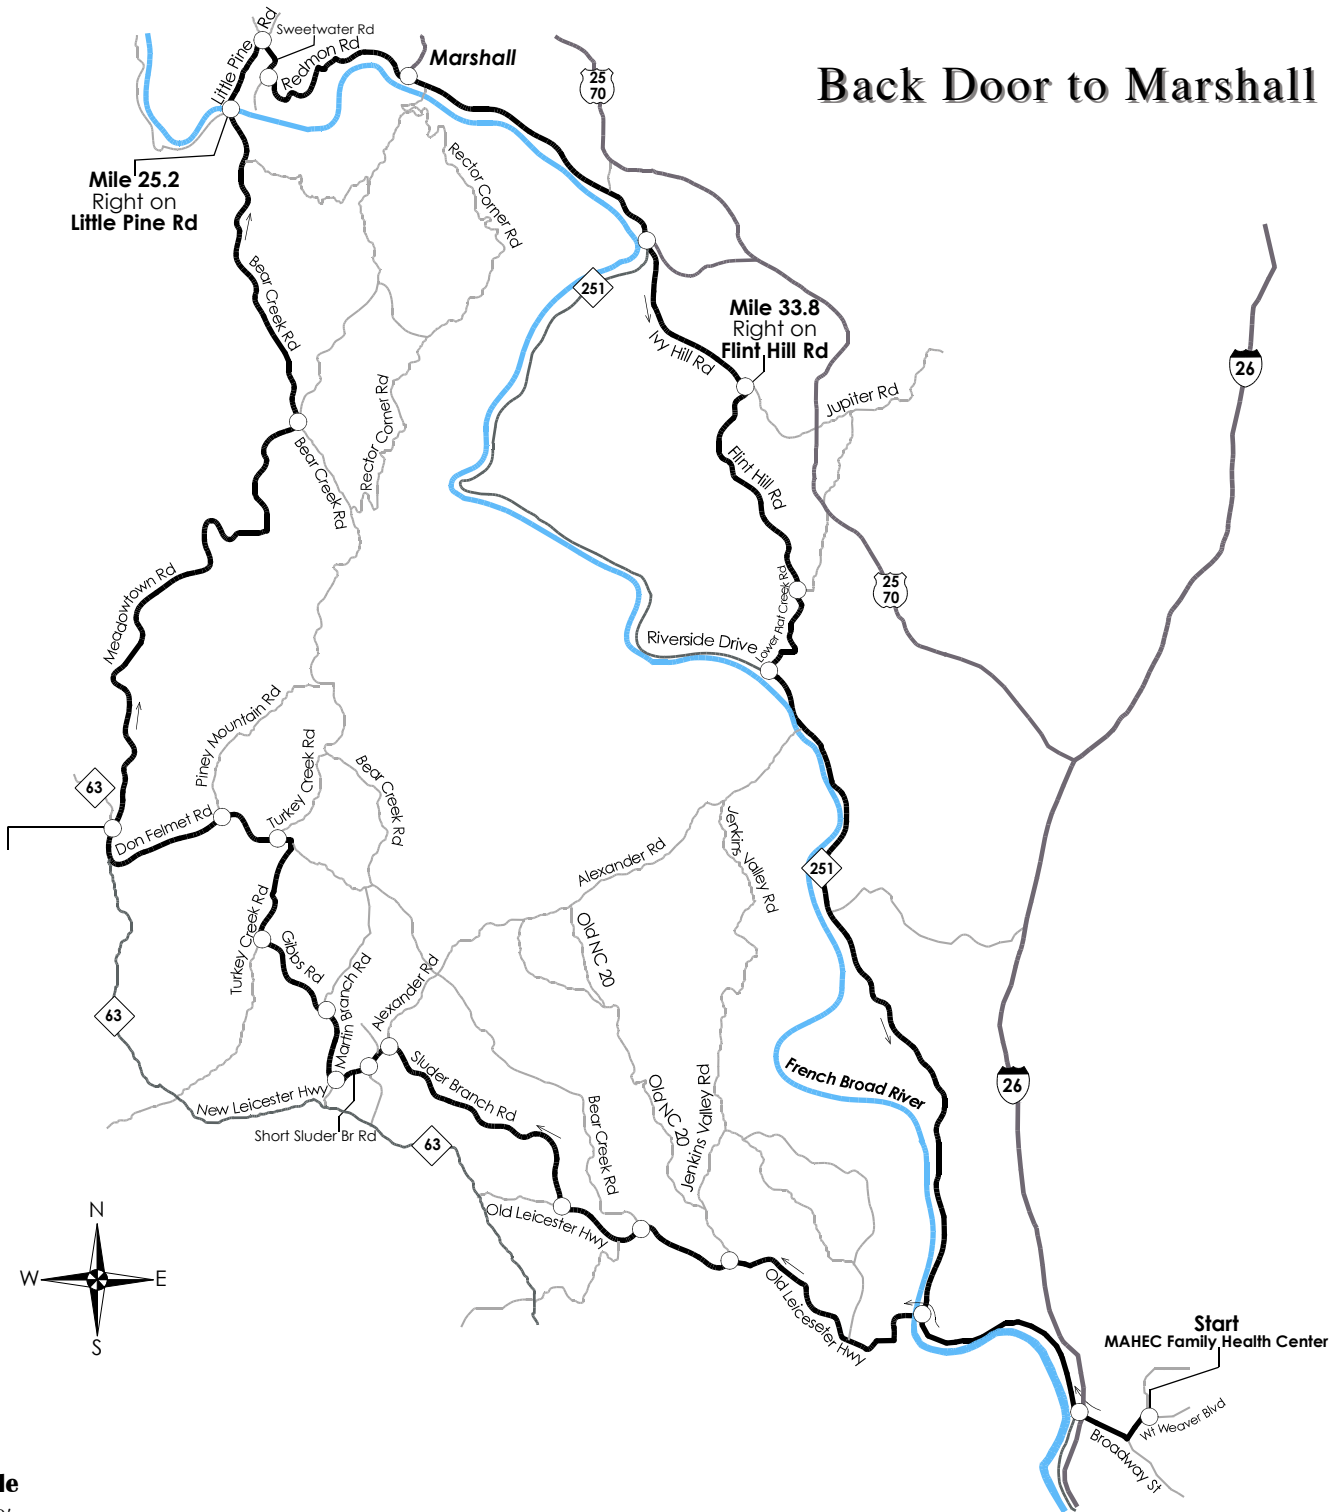 Back Door to Marshall
Little Pine Rd
Sweetwater Rd
Redmon Rd
Marshall
25
70
Mile 25.2
Right on
Little Pine Rd
Rector Corner Rd
Bear Creek Rd
251
Mile 33.8
Right on
Flint Hill Rd
Ivy Hill Rd
26
Jupiter Rd
Rector Corner Rd
Bear Creek Rd
Flint Hill Rd
Meadowtown Rd
25
70
Lower Flat Creek Rd
Riverside Drive
Piney Mountain Rd
Turkey Creek Rd
Bear Creek Rd
63
Don Felmet Rd
Jenkins Valley Rd
Alexander Rd
251
Turkey Creek Rd
Gibbs Rd
Old NC 20
Martin Branch Rd
Alexander Rd
63
French Broad River
26
Sluder Branch Rd
New Leicester Hwy
Short Sluder Br Rd
63
Old NC 20
Jenkins Valley Rd
Bear Creek Rd
Old Leicester Hwy
N
W
E
S
Old Leiceseter Hwy
Start
MAHEC Family Health Center
Wt Weaver Blvd
Broadway St
le